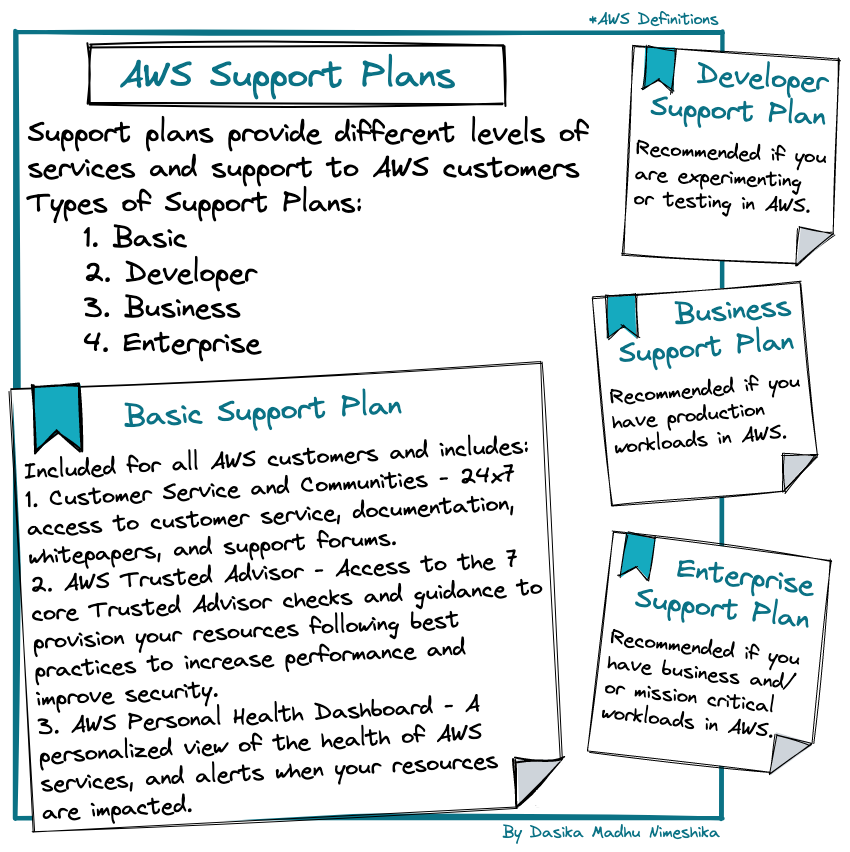 *AWS Definitions
AWS Support Plans
Support plans provide different levels of
services and support to AWS customers
Types of Support Plans:
1. Basic
2. Developer
3. Business
4. Enterprise
Basic Support Plan
Included for all AWS customers and includes:
1. Customer Service and Communities - 24x7
access to customer service, documentation,
whitepapers, and support forums.
2. AWS Trusted Advisor - Access to the 7
core Trusted Advisor checks and guidance to
provision your resources following best
practices to increase performance and
improve security.
3. AWS Personal Health Dashboard - A
personalized view of the health of AWS
services, and alerts when your resources
are impacted.
Developer
Support Plan
Recommended if you
are experimenting
or testing in AWS.
Business
Support Plan
Recommended if you
have production
workloads in AWS.
Enterprise
Support Plan
Recommended if you
have business and/
or mission critical
workloads in AWS.
By Dasika Madhu Nimeshika